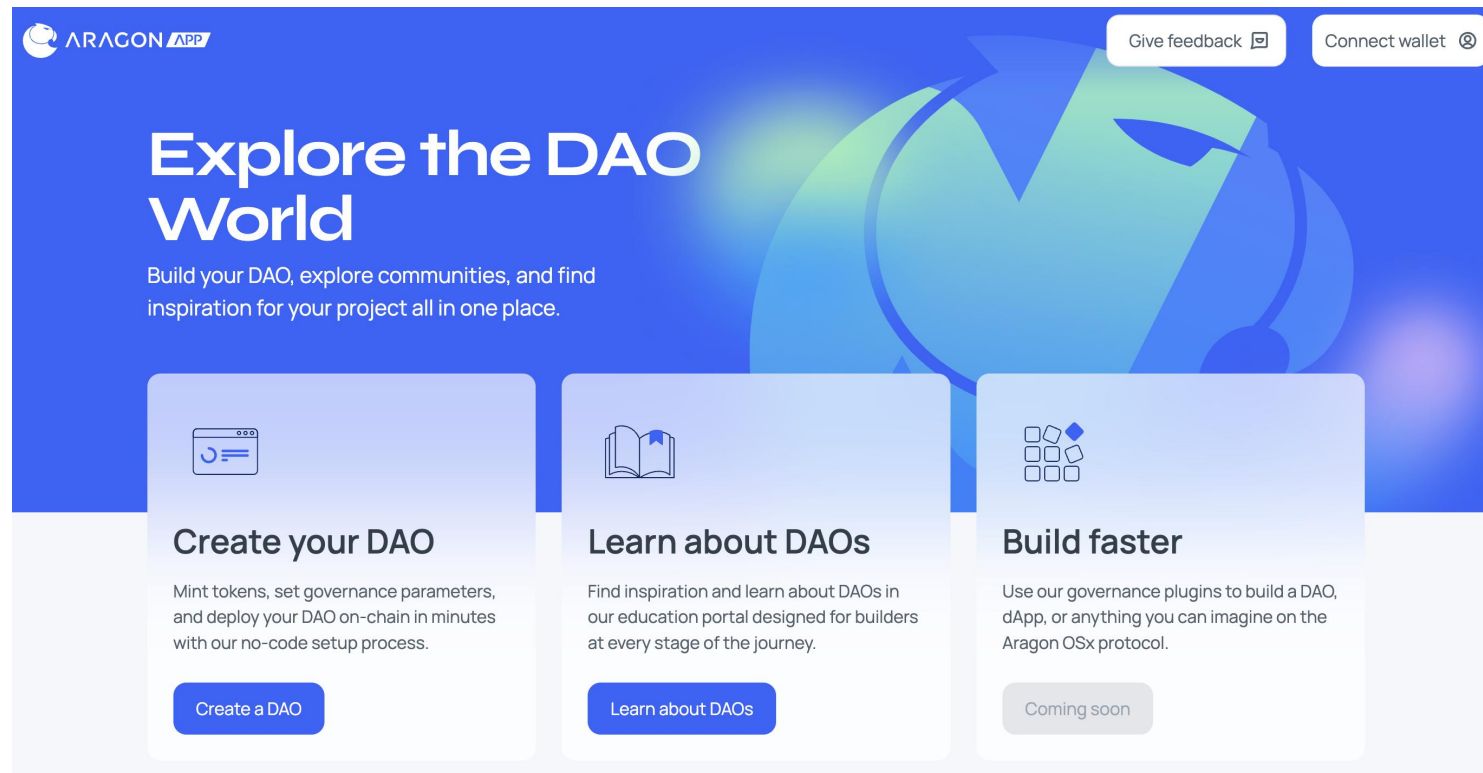 ARAGON APP
Give feedback
Connect wallet
Explore the DAO
World
Build your DAO, explore communities, and find
inspiration for your project all in one place.
Create your DAO
Mint tokens, set governance parameters,
and deploy your DAO on-chain in minutes
with our no-code setup process.
Create a DAO
Learn about DAOs
Find inspiration and learn about DAOs in
our education portal designed for builders
at every stage of the journey.
Learn about DAOs
Build faster
Use our governance plugins to build a DAO,
dApp, or anything you can imagine on the
Aragon OSx protocol.
Coming soon